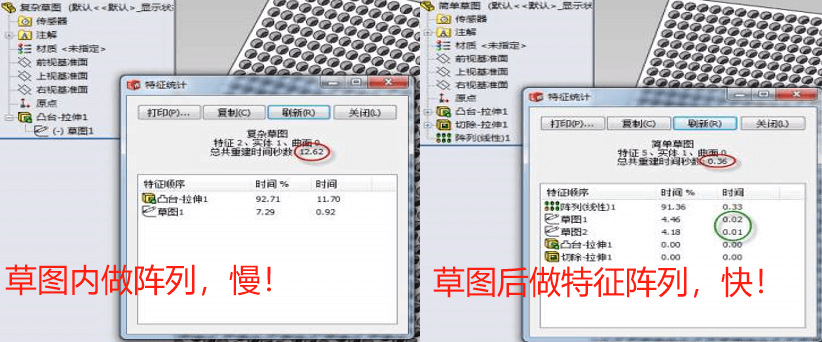 复杂草图 (默认<<默认>_显示状
传感器
注解
材质 <未指定>
前视基准面
上视基准面
右视基准面
原点
凸台-拉伸1
(-) 草图1
特征统计
打印(P)...
复制(C)
刷新(R)
关闭(L)
复杂草图
特征 2、实体 1、曲面 0
总共重建时间秒数: 12.62
特征顺序 时间 % 时间
凸台-拉伸1 92.71 11.70
草图1 7.29 0.92
草图内做阵列，慢！
简单草图 (默认<<默认>_显示
传感器
注解
材质 <未指定>
前视基准面
上视基准面
右视基准面
原点
凸台-拉伸1
切除-拉伸1
阵列(线性)1
特征统计
打印(P)...
复制(C)
刷新(R)
关闭(L)
简单草图
特征 5、实体 1、曲面 0
总共重建时间秒数: 0.36
特征顺序 时间 % 时间
阵列(线性)1 91.36 0.33
草图1 4.46 0.02
草图2 4.18 0.01
凸台-拉伸1 0.00 0.00
切除-拉伸1 0.00 0.00
草图后做特征阵列，快！